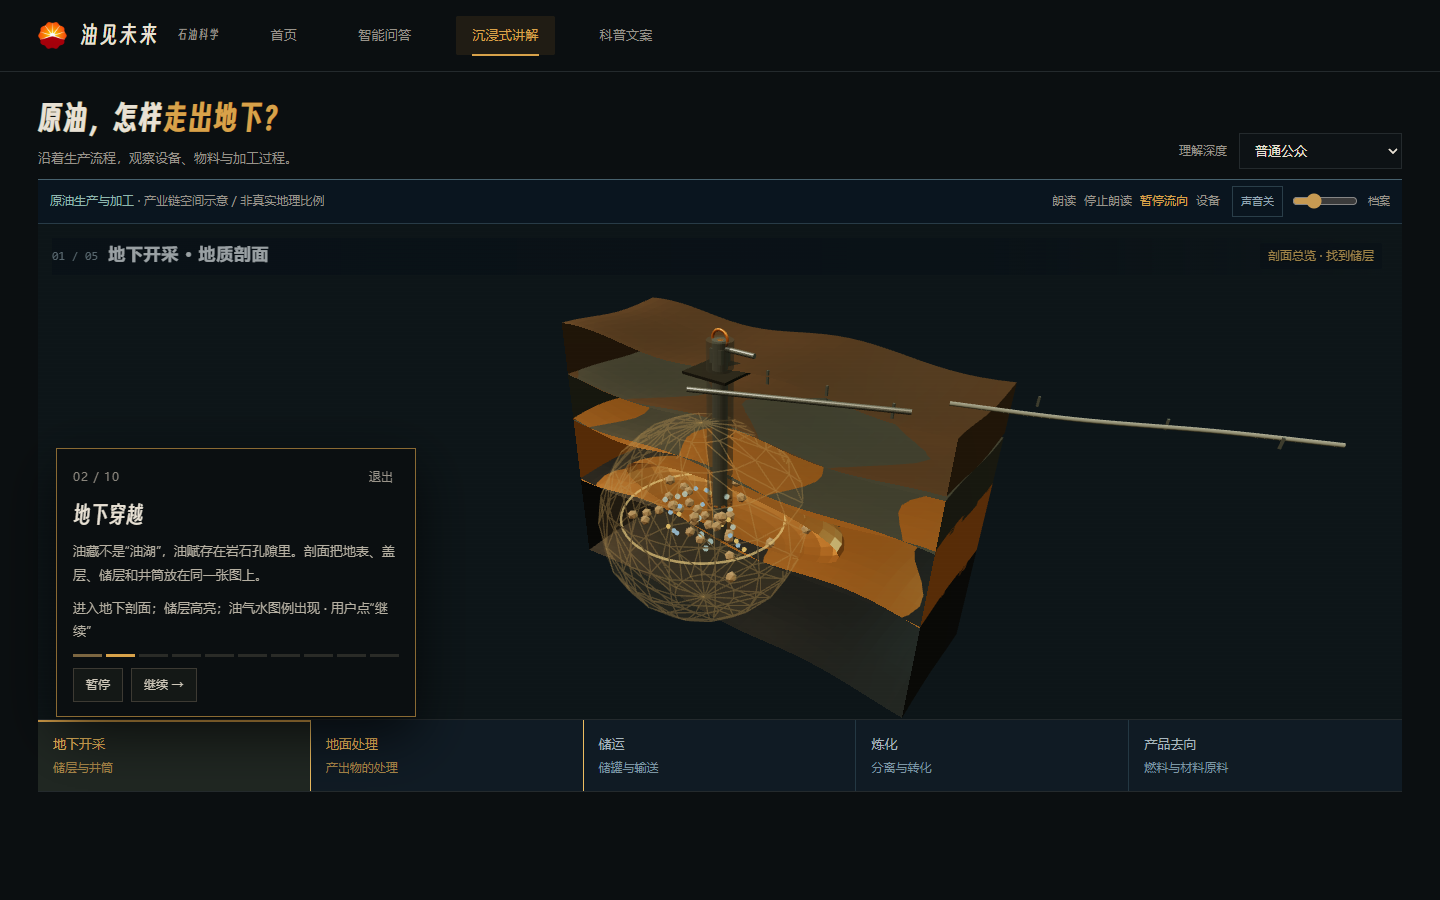 油见未来
石油科学
首页
智能问答
沉浸式讲解
科普文案
原油，怎样走出地下？
沿着生产流程，观察设备、物料与加工过程。
理解深度
普通公众
原油生产与加工 · 产业链空间示意 / 非真实地理比例
朗读 停止朗读 暂停流向 设备 声音关 档案
01 / 05 地下开采 • 地质剖面
剖面总览 · 找到储层
02 / 10
退出
地下穿越
油藏不是“油湖”，油赋存在岩石孔隙里。剖面把地表、盖
层、储层和井筒放在同一张图上。
进入地下剖面；储层高亮；油气水图例出现 · 用户点“继
续”
暂停
继续 →
地下开采
储层与井筒
地面处理
产出物的处理
储运
储罐与输送
炼化
分离与转化
产品去向
燃料与材料原料